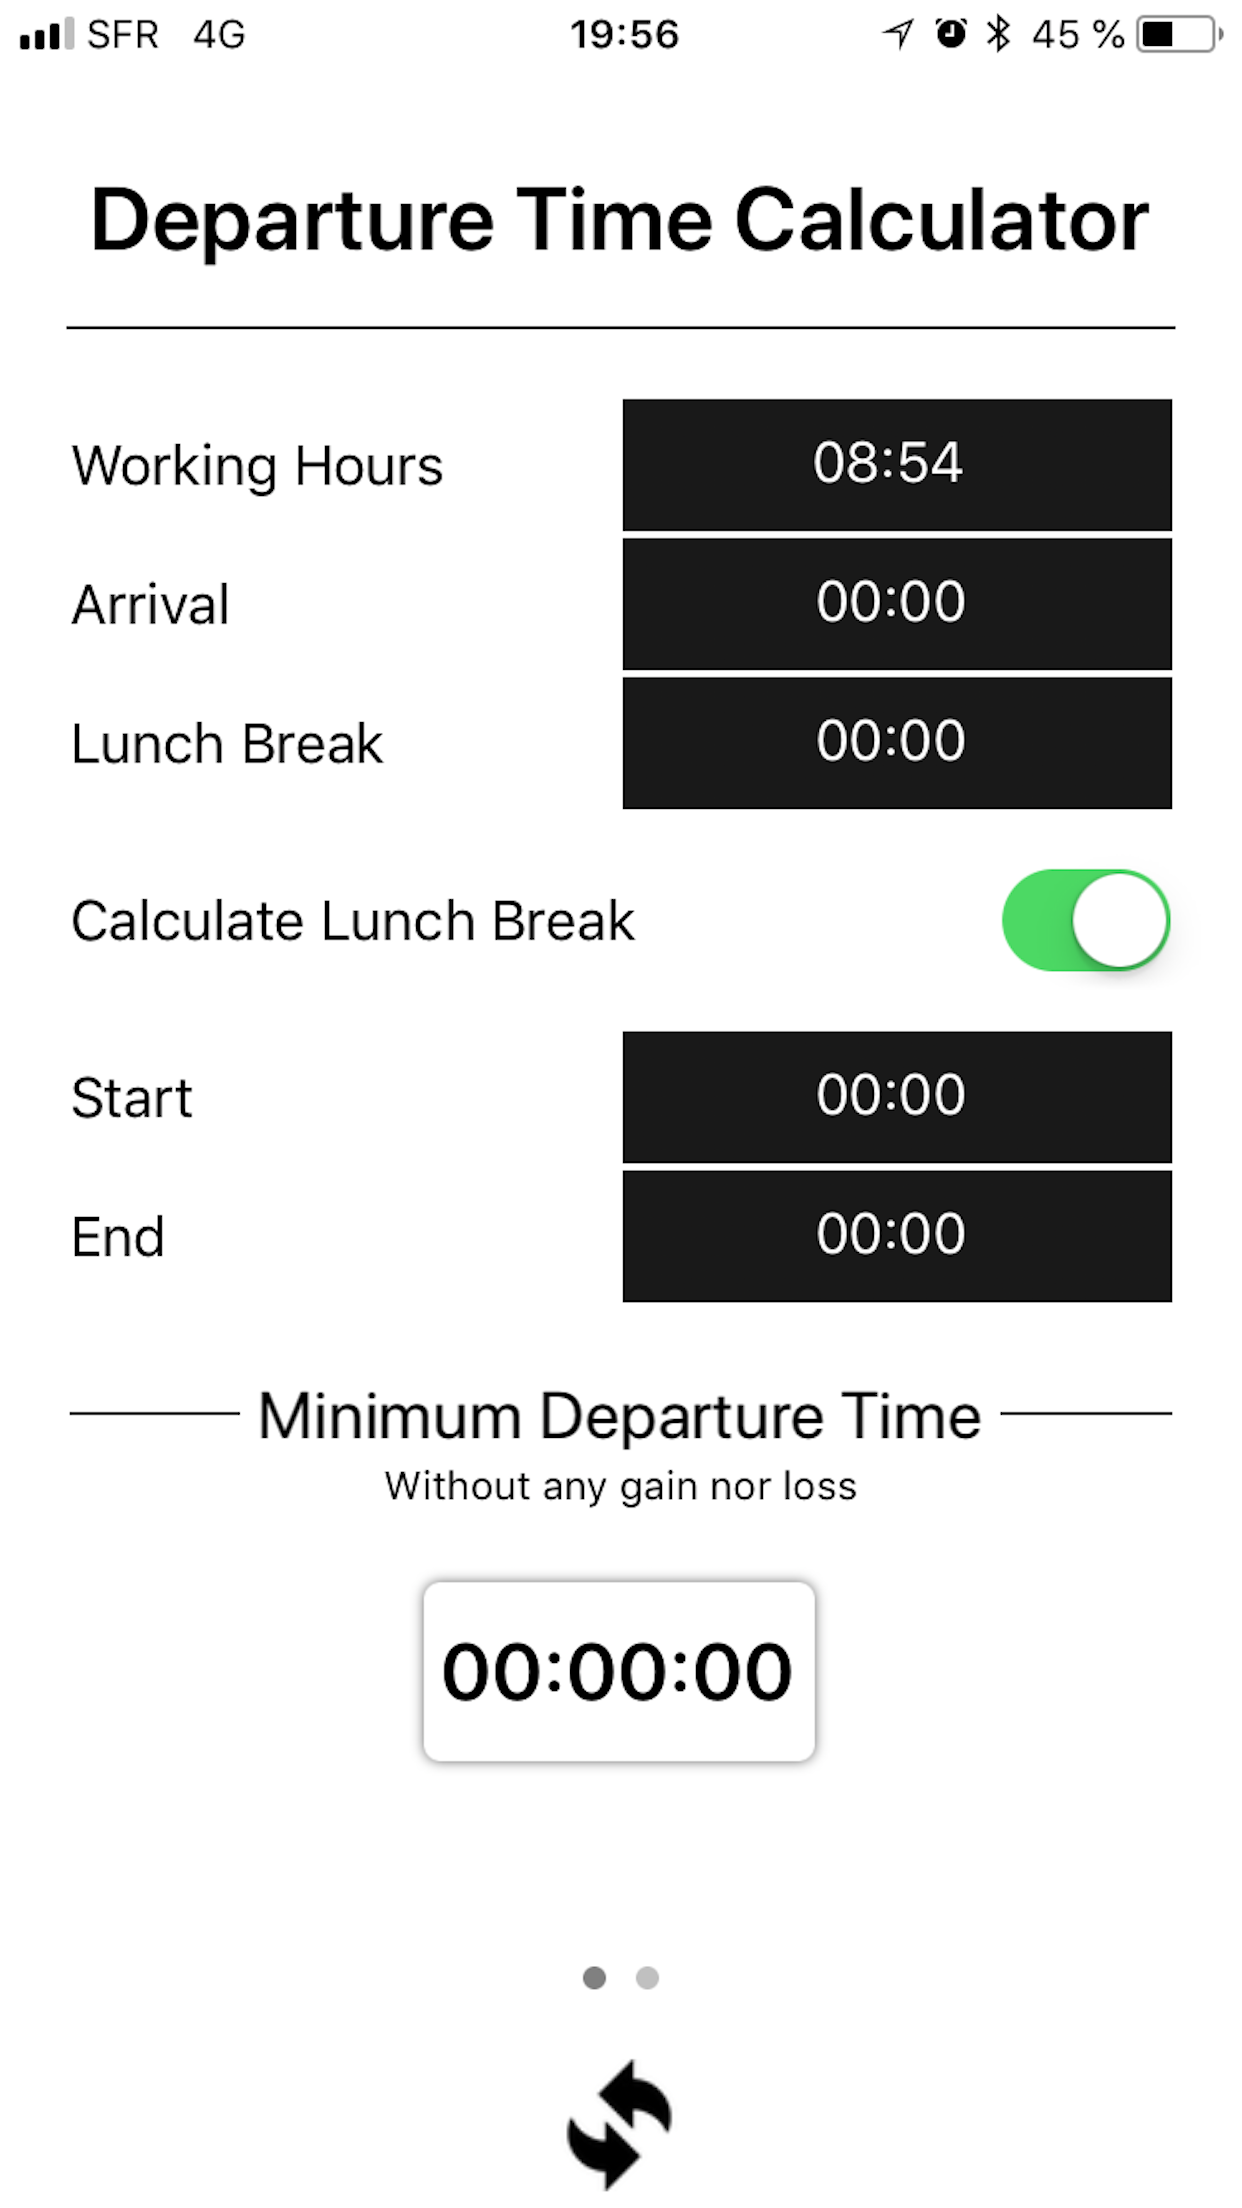 SFR 4G 19:56 45 %
Departure Time Calculator
Working Hours 08:54
Arrival 00:00
Lunch Break 00:00
Calculate Lunch Break
Start 00:00
End 00:00
Minimum Departure Time
Without any gain nor loss
00:00:00